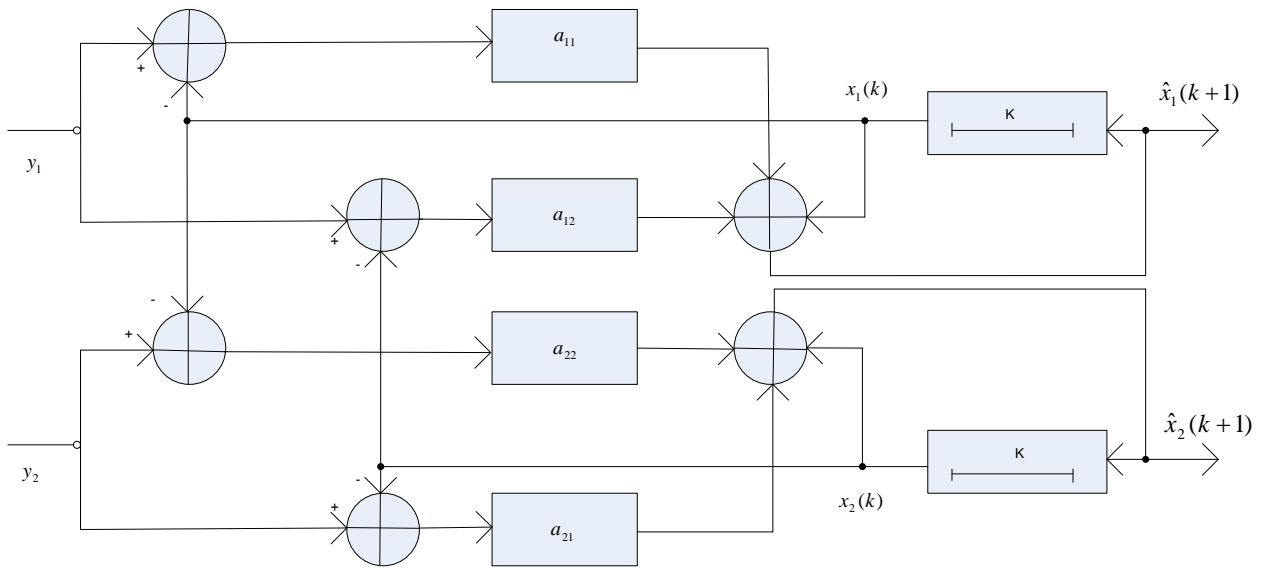 a₁₁
+
-
x₁(k)
K
x̂₁(k+1)
y₁
a₁₂
+
-
-
+
a₂₂
x̂₂(k+1)
K
y₂
-
x₂(k)
+
a₂₁